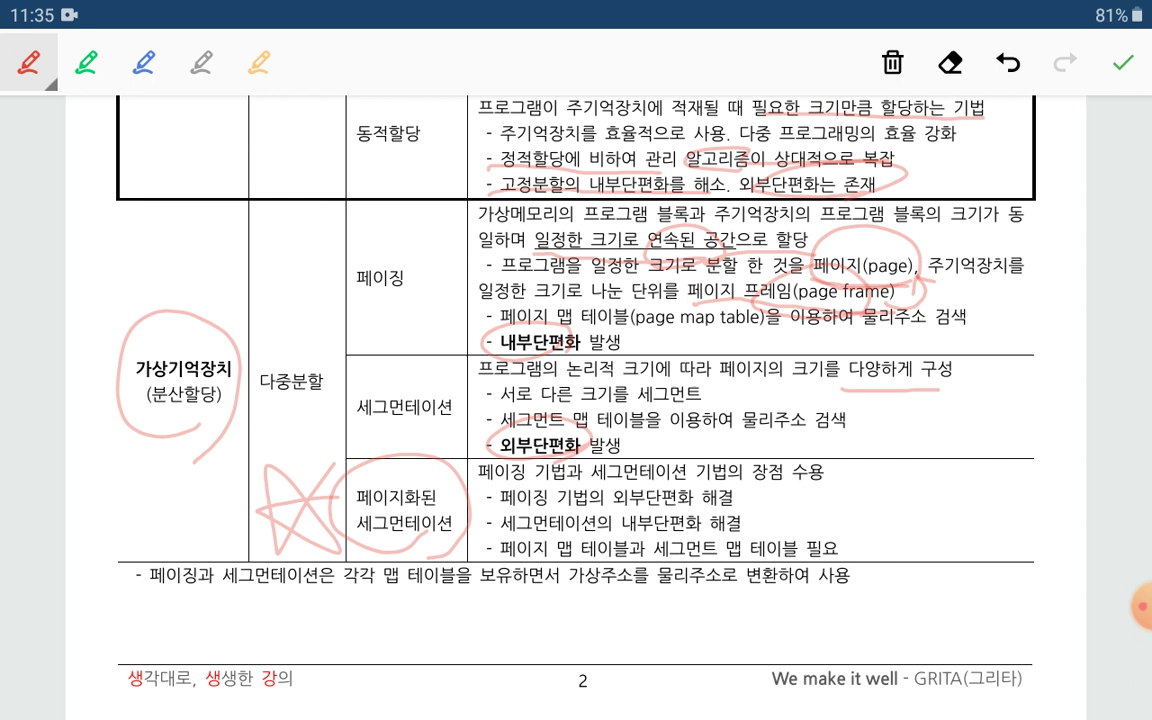 11:35
81%
프로그램이 주기억장치에 적재될 때 필요한 크기만큼 할당하는 기법
동적할당
- 주기억장치를 효율적으로 사용. 다중 프로그래밍의 효율 강화
- 정적할당에 비하여 관리 알고리즘이 상대적으로 복잡
- 고정분할의 내부단편화를 해소. 외부단편화는 존재
가상기억장치
(분산할당)
다중분할
페이징
가상메모리의 프로그램 블록과 주기억장치의 프로그램 블록의 크기가 동
일하며 일정한 크기로 연속된 공간으로 할당
- 프로그램을 일정한 크기로 분할 한 것을 페이지(page), 주기억장치를
일정한 크기로 나눈 단위를 페이지 프레임(page frame)
- 페이지 맵 테이블(page map table)을 이용하여 물리주소 검색
- 내부단편화 발생
세그먼테이션
프로그램의 논리적 크기에 따라 페이지의 크기를 다양하게 구성
- 서로 다른 크기를 세그먼트
- 세그먼트 맵 테이블을 이용하여 물리주소 검색
- 외부단편화 발생
페이지화된
세그먼테이션
페이징 기법과 세그먼테이션 기법의 장점 수용
- 페이징 기법의 외부단편화 해결
- 세그먼테이션의 내부단편화 해결
- 페이지 맵 테이블과 세그먼트 맵 테이블 필요
- 페이징과 세그먼테이션은 각각 맵 테이블을 보유하면서 가상주소를 물리주소로 변환하여 사용
생각대로, 생생한 강의
2
We make it well - GRITA(그리타)